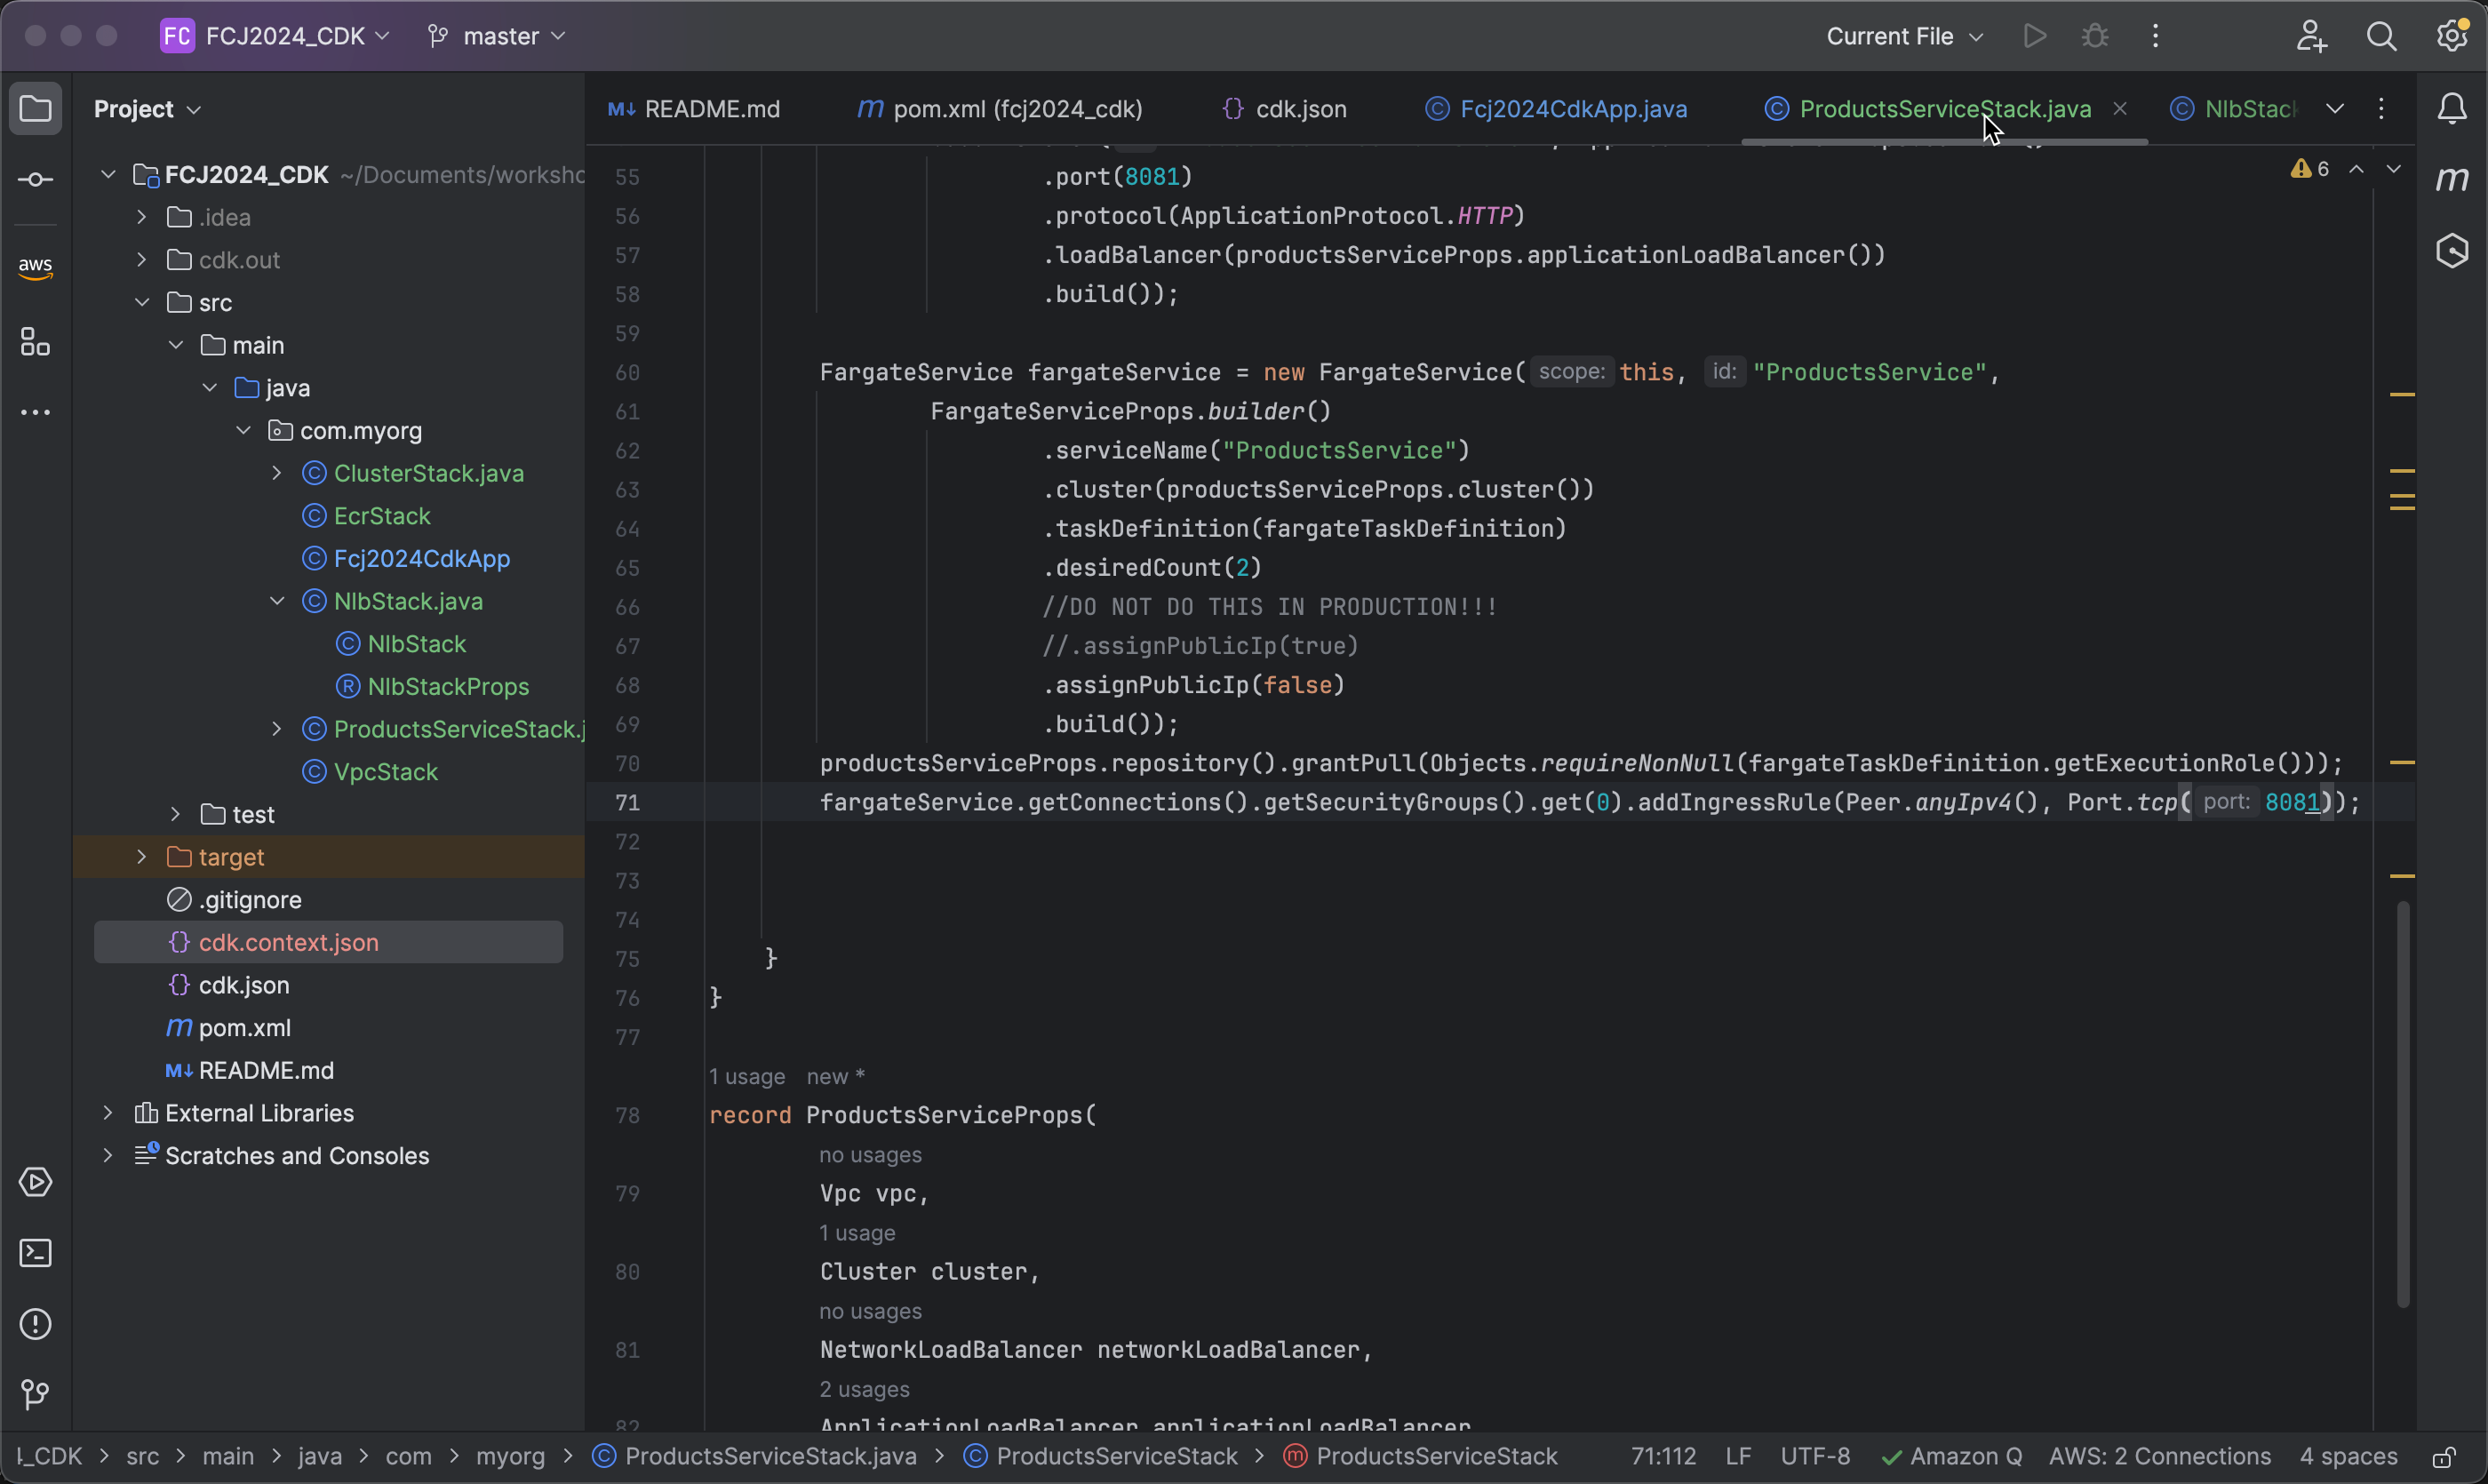 FC FCJ2024_CDK master Current File
Project
README.md pom.xml (fcj2024_cdk) cdk.json Fcj2024CdkApp.java ProductsServiceStack.java NlbStack
FCJ2024_CDK ~/Documents/worksho
.idea
cdk.out
src
main
java
com.myorg
ClusterStack.java
EcrStack
Fcj2024CdkApp
NlbStack.java
NlbStack
NlbStackProps
ProductsServiceStack.j
VpcStack
test
target
.gitignore
cdk.context.json
cdk.json
pom.xml
README.md
External Libraries
Scratches and Consoles
aws
6
55 .port(8081)
56 .protocol(ApplicationProtocol.HTTP)
57 .loadBalancer(productsServiceProps.applicationLoadBalancer())
58 .build());
59
60 FargateService fargateService = new FargateService( scope: this, id: "ProductsService",
61 FargateServiceProps.builder()
62 .serviceName("ProductsService")
63 .cluster(productsServiceProps.cluster())
64 .taskDefinition(fargateTaskDefinition)
65 .desiredCount(2)
66 //DO NOT DO THIS IN PRODUCTION!!!
67 //.assignPublicIp(true)
68 .assignPublicIp(false)
69 .build());
70 productsServiceProps.repository().grantPull(Objects.requireNonNull(fargateTaskDefinition.getExecutionRole()));
71 fargateService.getConnections().getSecurityGroups().get(0).addIngressRule(Peer.anyIpv4(), Port.tcp( port: 8081));
72
73
74
75 }
76 }
77
1 usage new *
78 record ProductsServiceProps(
no usages
79 Vpc vpc,
1 usage
80 Cluster cluster,
no usages
81 NetworkLoadBalancer networkLoadBalancer,
2 usages
82 ApplicationLoadBalancer applicationLoadBalancer
_CDK > src > main > java > com > myorg > ProductsServiceStack.java > ProductsServiceStack > ProductsServiceStack 71:112 LF UTF-8 Amazon Q AWS: 2 Connections 4 spaces